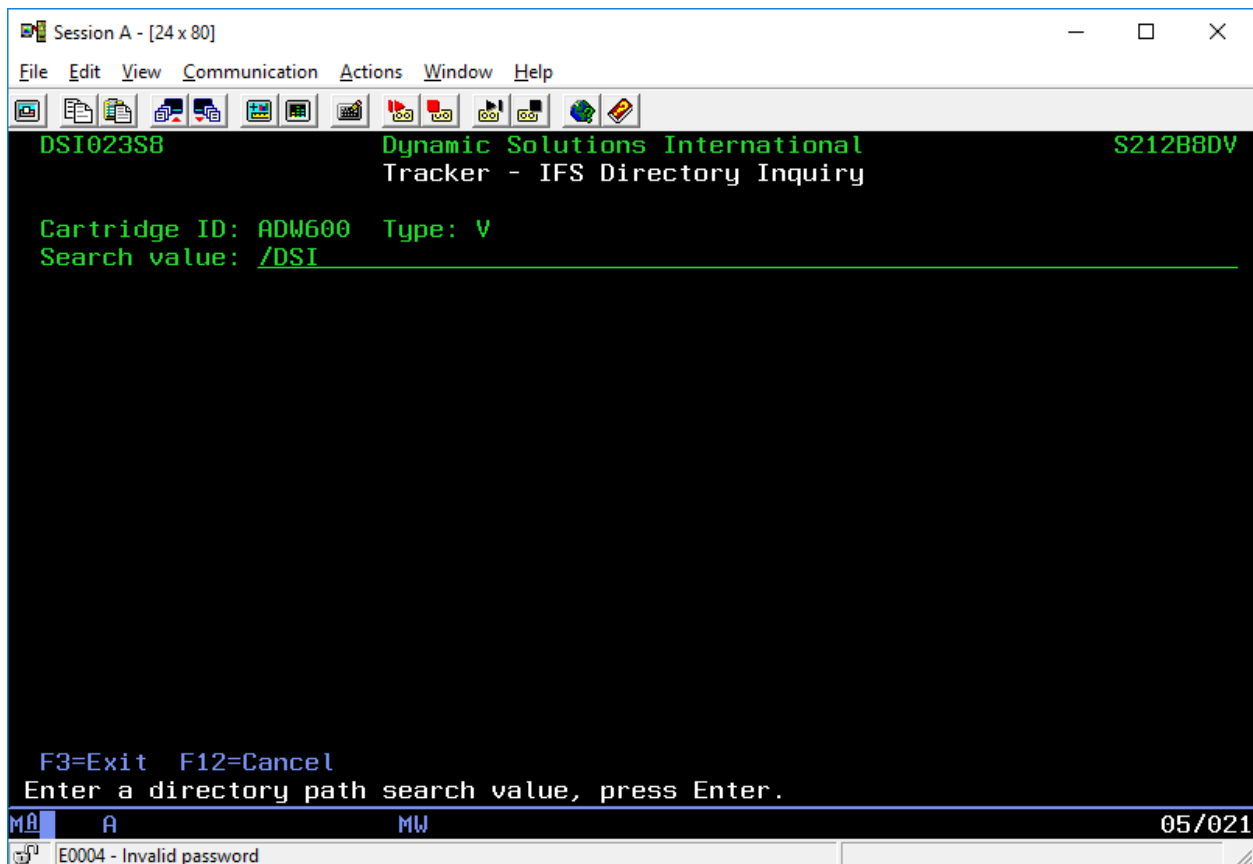 Session A - [24 x 80]
File Edit View Communication Actions Window Help
DSI023S8 Dynamic Solutions International S212B8DV
Tracker - IFS Directory Inquiry
Cartridge ID: ADW600 Type: V
Search value: /DSI
F3=Exit F12=Cancel
Enter a directory path search value, press Enter.
MA A MW 05/021
E0004 - Invalid password